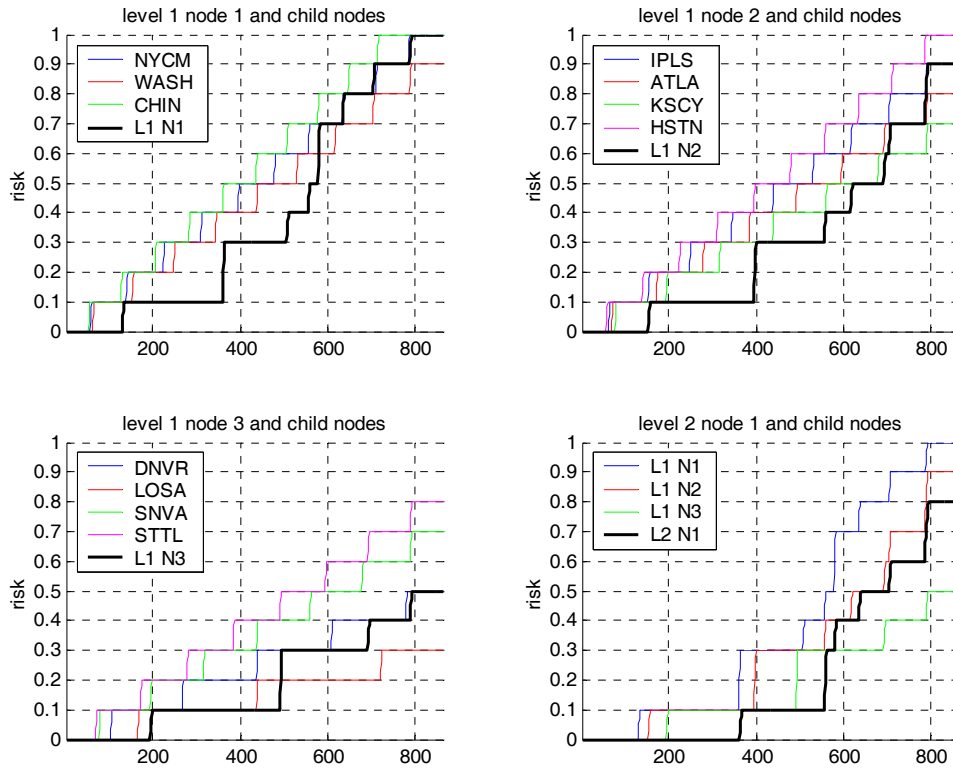 level 1 node 1 and child nodes
1
0.9
0.8
0.7
0.6
0.5
0.4
0.3
0.2
0.1
0
risk
NYCM
WASH
CHIN
L1 N1
200
400
600
800
level 1 node 2 and child nodes
1
0.9
0.8
0.7
0.6
0.5
0.4
0.3
0.2
0.1
0
risk
IPLS
ATLA
KSCY
HSTN
L1 N2
200
400
600
800
level 1 node 3 and child nodes
1
0.9
0.8
0.7
0.6
0.5
0.4
0.3
0.2
0.1
0
risk
DNVR
LOSA
SNVA
STTL
L1 N3
200
400
600
800
level 2 node 1 and child nodes
1
0.9
0.8
0.7
0.6
0.5
0.4
0.3
0.2
0.1
0
risk
L1 N1
L1 N2
L1 N3
L2 N1
200
400
600
800